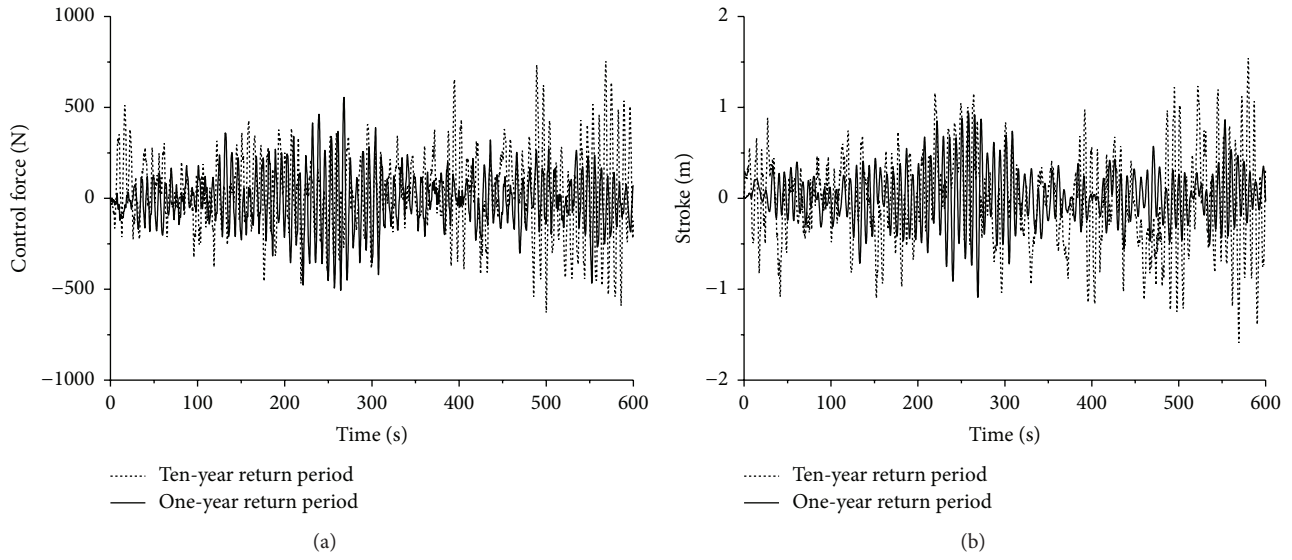 1000
500
0
−500
−1000
Control force (N)
0 100 200 300 400 500 600
Time (s)
Ten-year return period
One-year return period
(a)
2
1
0
−1
−2
Stroke (m)
0 100 200 300 400 500 600
Time (s)
Ten-year return period
One-year return period
(b)